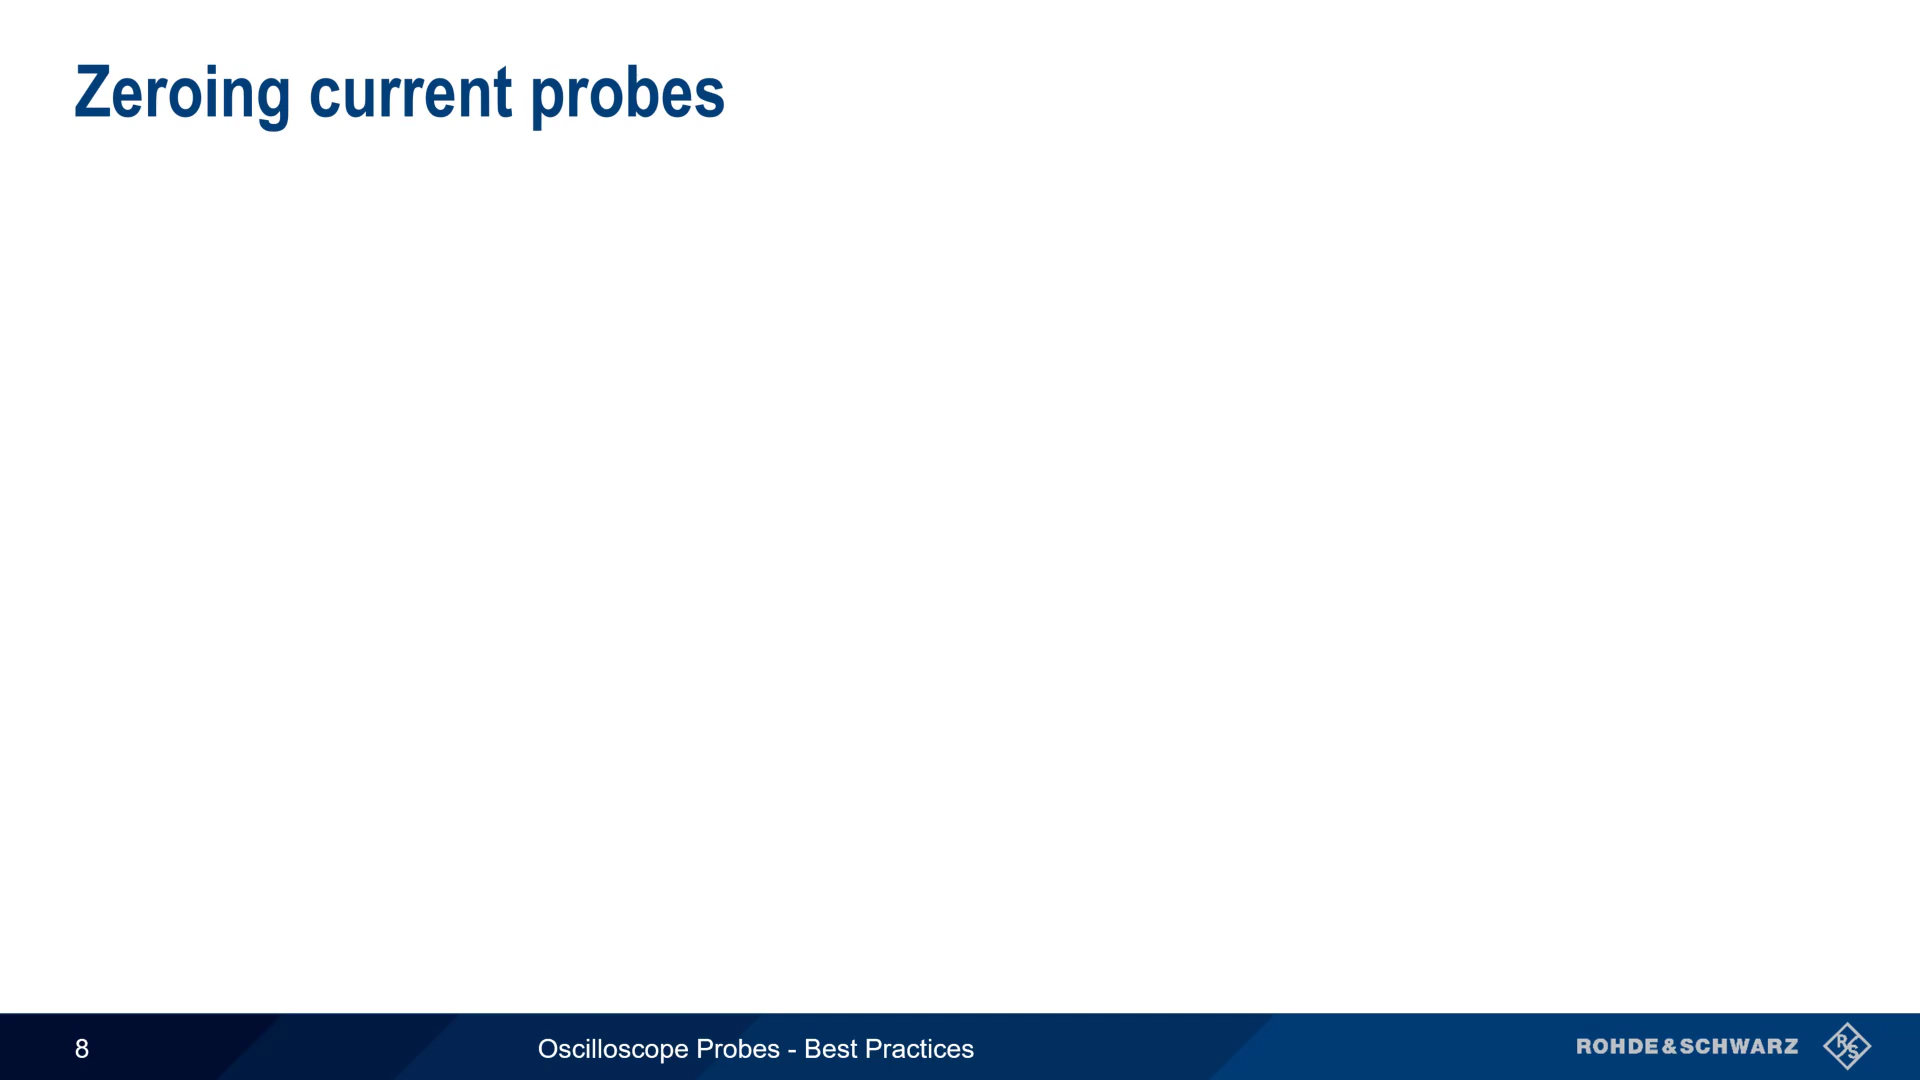 Zeroing current probes
8
Oscilloscope Probes - Best Practices
ROHDE&SCHWARZ
R
S